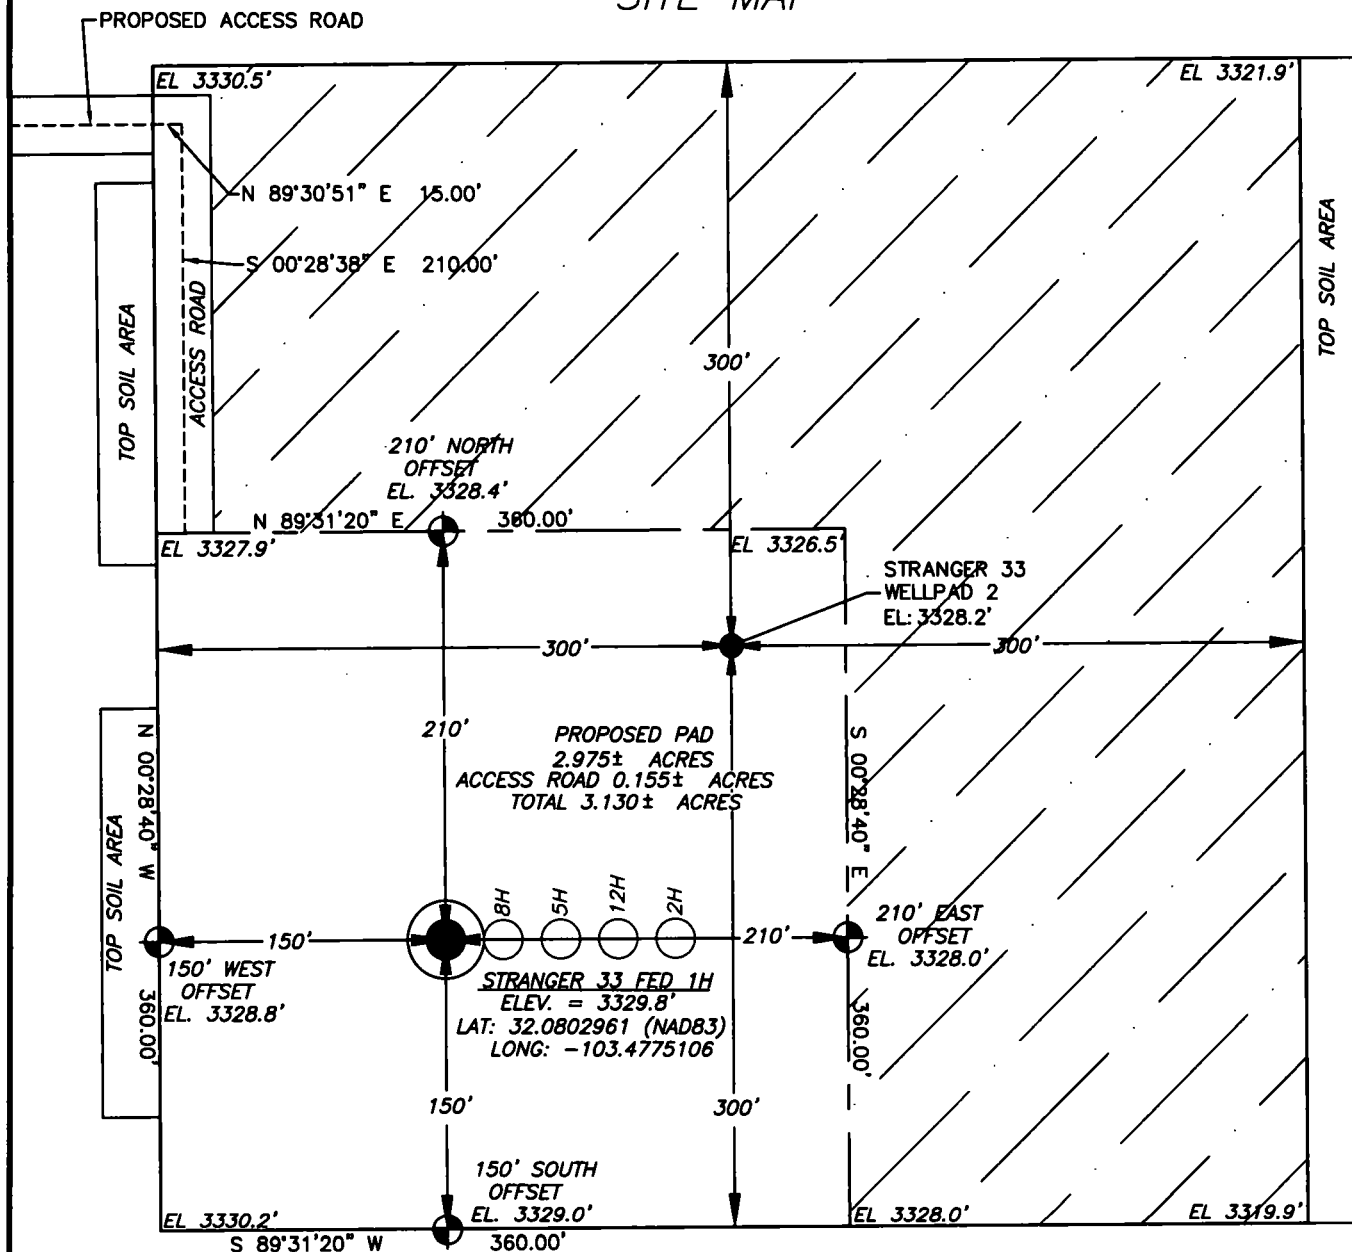 SITE MAP
PROPOSED ACCESS ROAD
EL 3330.5'
EL 3321.9'
N 89°30'51" E 15.00'
S 00°28'38" E 210.00'
TOP SOIL AREA
ACCESS ROAD
TOP SOIL AREA
300'
210' NORTH
OFFSET
EL. 3328.4'
N 89°31'20" E 360.00'
EL 3327.9'
EL 3326.5'
STRANGER 33
WELLPAD 2
EL: 3328.2'
300'
300'
210'
PROPOSED PAD
2.975± ACRES
ACCESS ROAD 0.155± ACRES
TOTAL 3.130± ACRES
N 00°28'40" W 360.00'
S 00°28'40" E 360.00'
TOP SOIL AREA
8H
5H
12H
2H
150'
210'
210' EAST
OFFSET
EL. 3328.0'
150' WEST
OFFSET
EL. 3328.8'
STRANGER 33 FED 1H
ELEV. = 3329.8'
LAT: 32.0802961 (NAD83)
LONG: -103.4775106
150'
300'
150' SOUTH
OFFSET
EL. 3329.0'
EL 3330.2'
EL 3328.0'
EL 3319.9'
S 89°31'20" W 360.00'